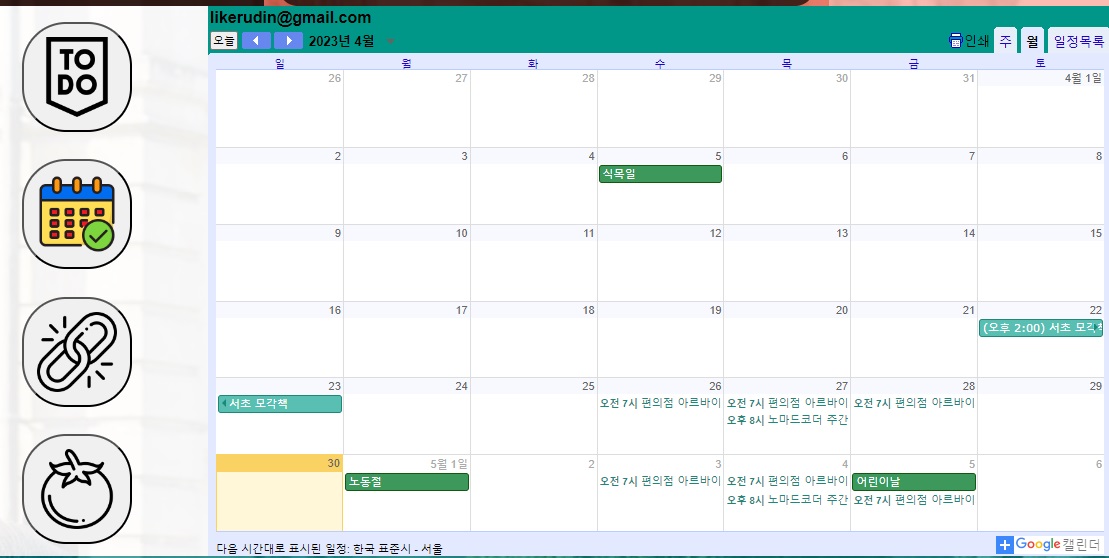 TO
DO
likerudin@gmail.com
오늘 2023년 4월 인쇄 주 월 일정목록
일 월 화 수 목 금 토
26 27 28 29 30 31 4월 1일
2 3 4 5 6 7 8
식목일
9 10 11 12 13 14 15
16 17 18 19 20 21 22
(오후 2:00) 서초 모각책
23 24 25 26 27 28 29
서초 모각책 오전 7시 편의점 아르바이 오전 7시 편의점 아르바이 오전 7시 편의점 아르바이
오후 8시 노마드코더 주간
30 5월 1일 2 3 4 5 6
노동절 오전 7시 편의점 아르바이 오전 7시 편의점 아르바이 어린이날
오후 8시 노마드코더 주간 오전 7시 편의점 아르바이
다음 시간대로 표시된 일정: 한국 표준시 - 서울
Google 캘린더